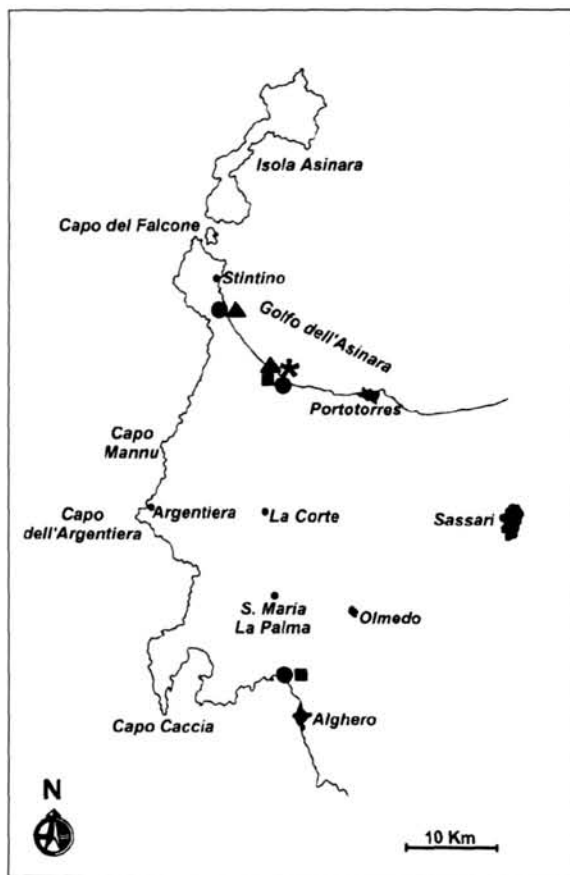 Isola Asinara
Capo del Falcone
Stintino
Golfo dell'Asinara
Portotorres
Capo
Mannu
Capo
dell'Argentiera
Argentiera
La Corte
Sassari
S. Maria
La Palma
Olmedo
Capo Caccia
Alghero
N
10 Km